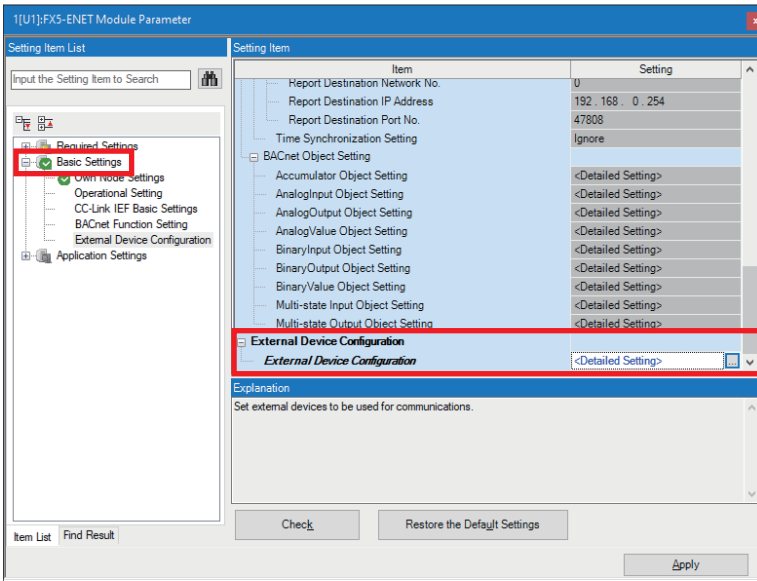 1[U1]:FX5-ENET Module Parameter
Setting Item List
Input the Setting Item to Search
Required Settings
Basic Settings
Own Node Settings
Operational Setting
CC-Link IEF Basic Settings
BACnet Function Setting
External Device Configuration
Application Settings
Item List Find Result
Setting Item
Item Setting
Report Destination Network No. 0
Report Destination IP Address 192 . 168 . 0 . 254
Report Destination Port No. 47808
Time Synchronization Setting Ignore
BACnet Object Setting
Accumulator Object Setting <Detailed Setting>
AnalogInput Object Setting <Detailed Setting>
AnalogOutput Object Setting <Detailed Setting>
AnalogValue Object Setting <Detailed Setting>
BinaryInput Object Setting <Detailed Setting>
BinaryOutput Object Setting <Detailed Setting>
BinaryValue Object Setting <Detailed Setting>
Multi-state Input Object Setting <Detailed Setting>
Multi-state Output Object Setting <Detailed Setting>
External Device Configuration
External Device Configuration <Detailed Setting> ...
Explanation
Set external devices to be used for communications.
Check Restore the Default Settings
Apply